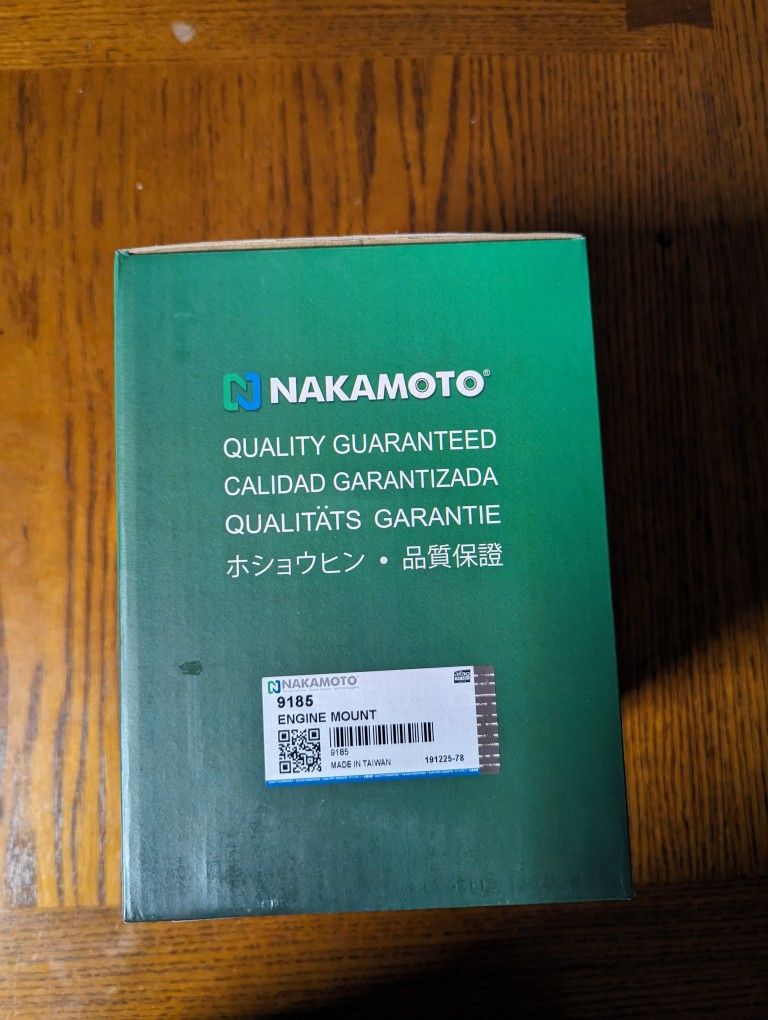 NAKAMOTO®
QUALITY GUARANTEED
CALIDAD GARANTIZADA
QUALITÄTS GARANTIE
ホショウヒン・品質保證
NAKAMOTO
9185
ENGINE MOUNT
9185
MADE IN TAIWAN 191225-78